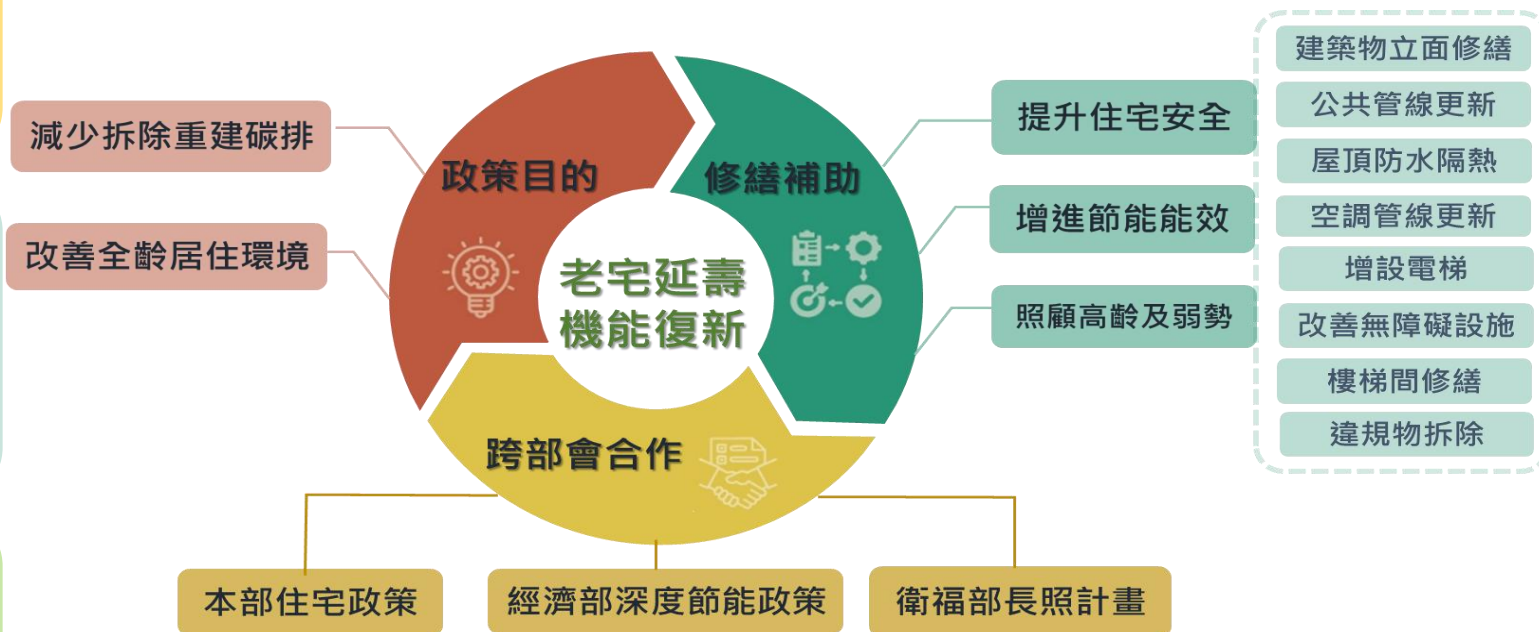 減少拆除重建碳排
改善全齡居住環境
政策目的
修繕補助
老宅延壽
機能復新
跨部會合作
提升住宅安全
增進節能能效
照顧高齡及弱勢
建築物立面修繕
公共管線更新
屋頂防水隔熱
空調管線更新
增設電梯
改善無障礙設施
樓梯間修繕
違規物拆除
本部住宅政策
經濟部深度節能政策
衛福部長照計畫